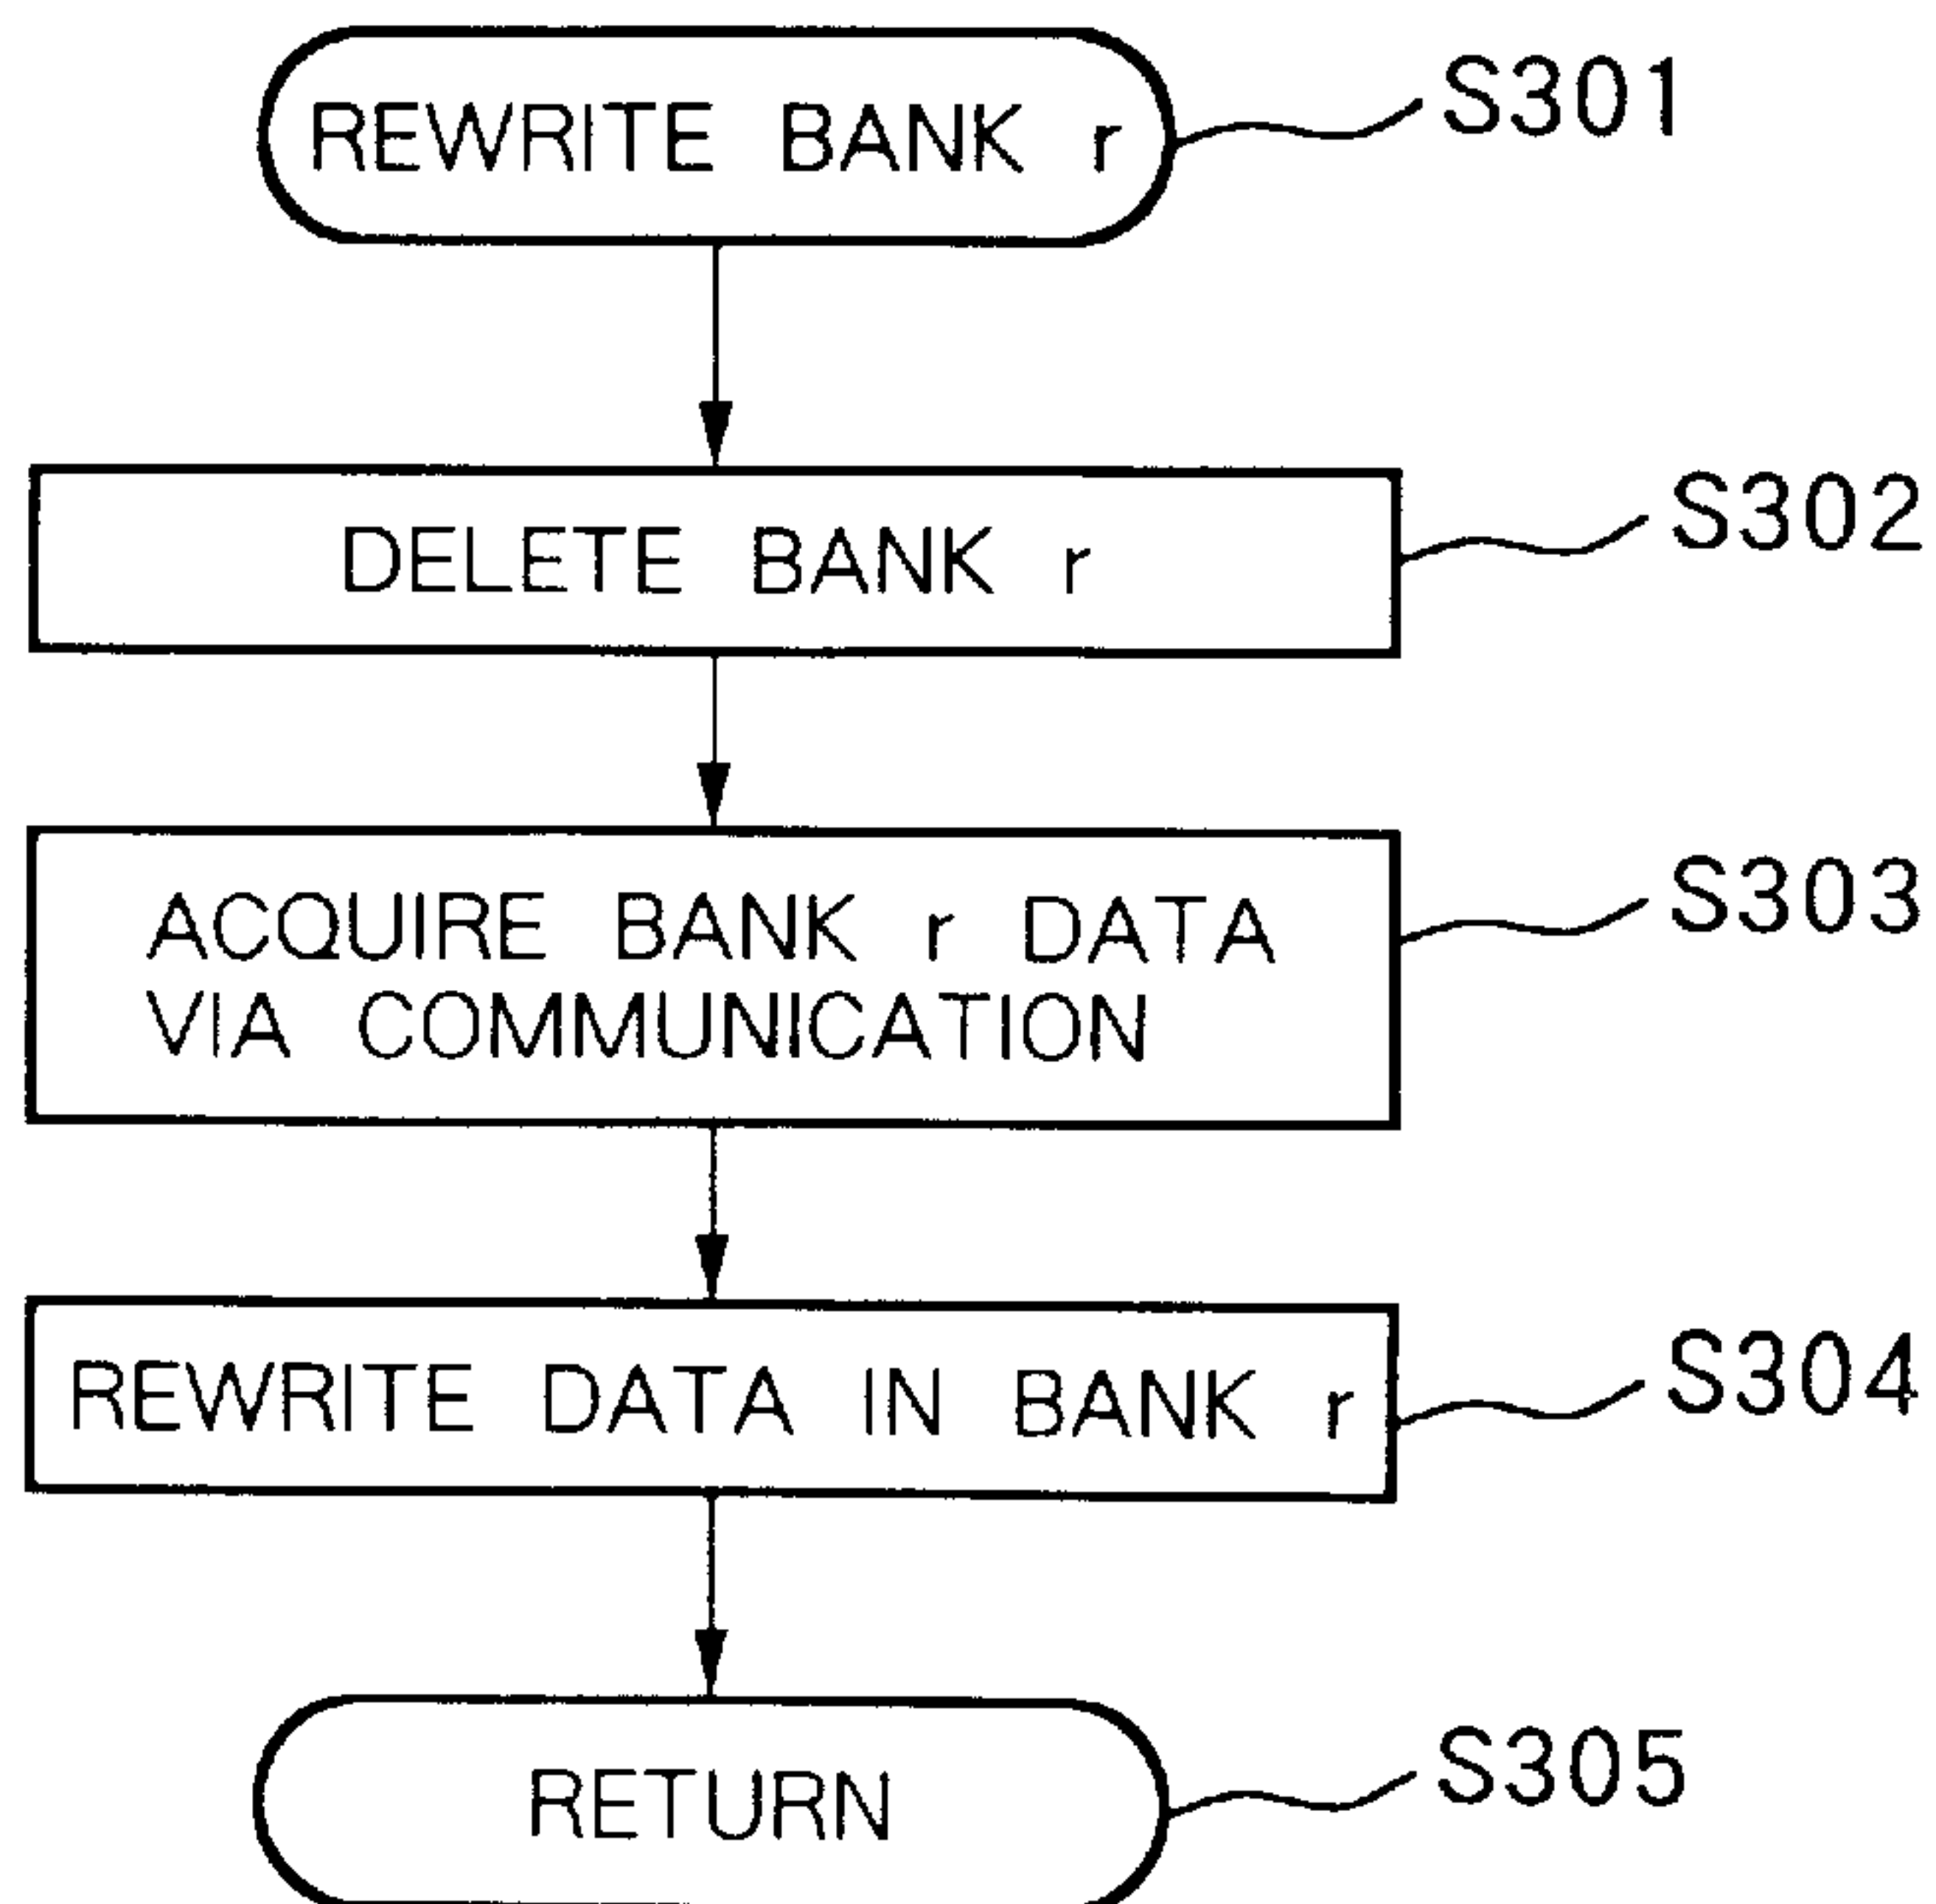 REWRITE BANK r
S301
DELETE BANK r
S302
ACQUIRE BANK r DATA
VIA COMMUNICATION
S303
REWRITE DATA IN BANK r
S304
RETURN
S305